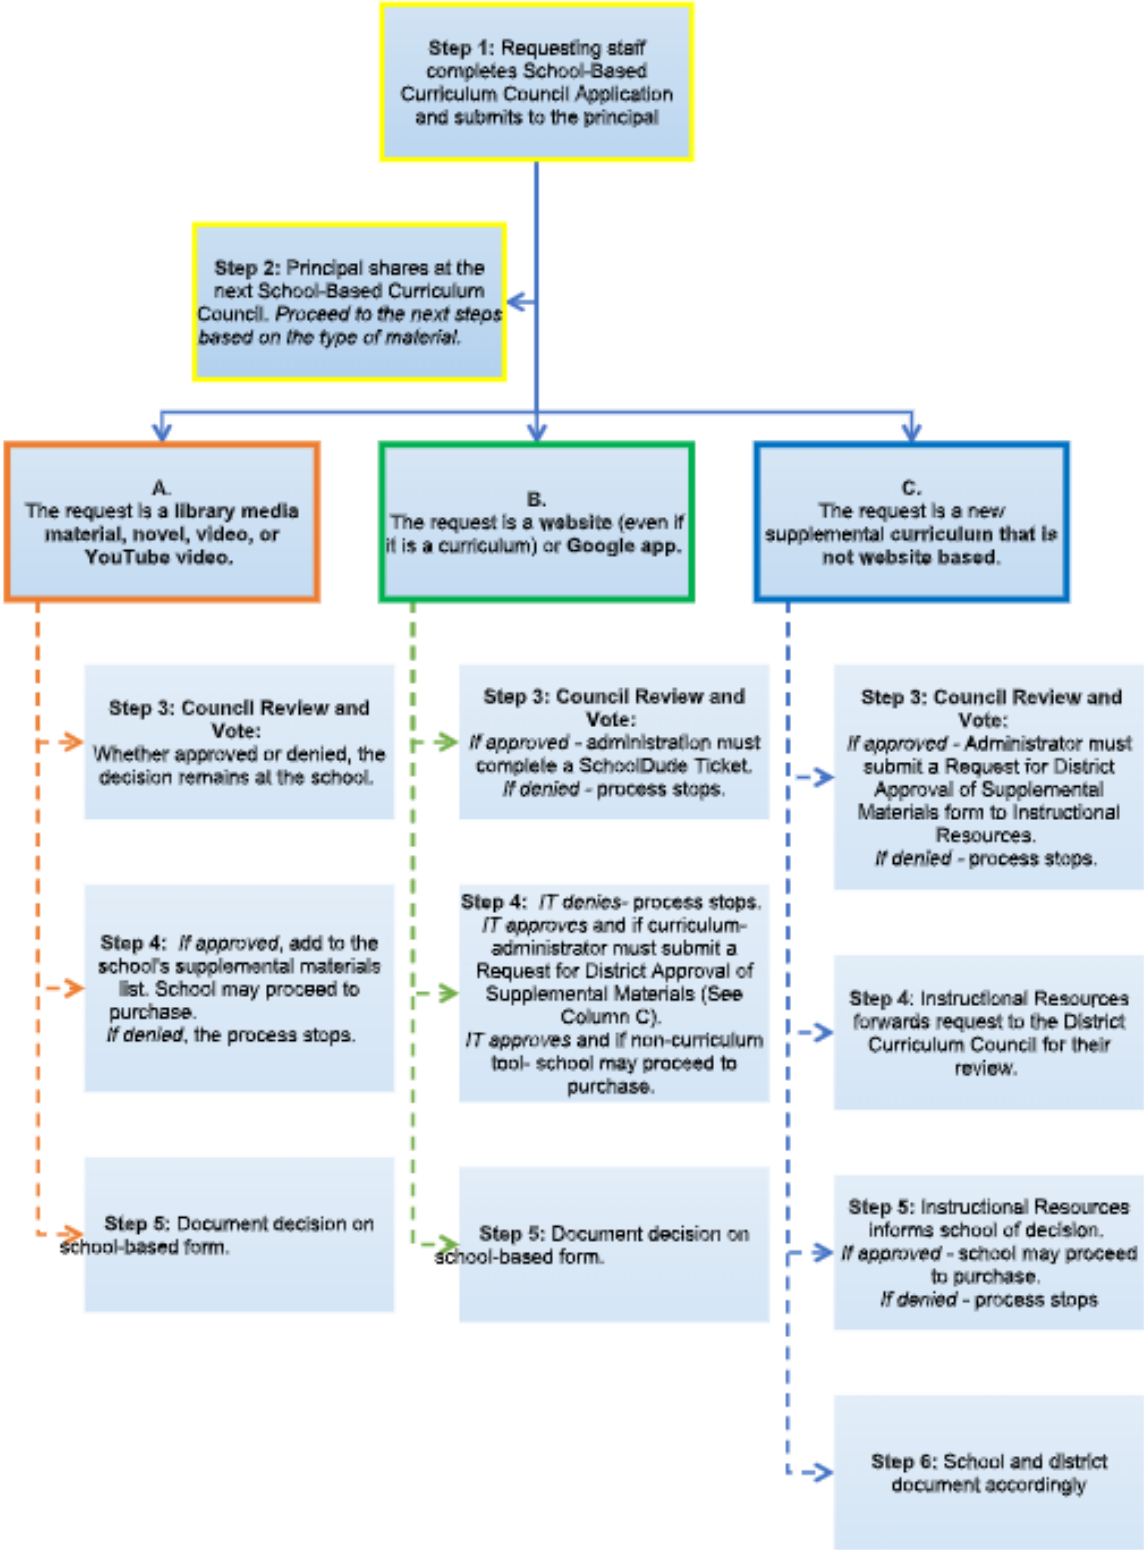 Step 1: Requesting staff
completes School-Based
Curriculum Council Application
and submits to the principal
Step 2: Principal shares at the
next School-Based Curriculum
Council. Proceed to the next steps
based on the type of material.
A.
The request is a library media
material, novel, video, or
YouTube video.
B.
The request is a website (even if
it is a curriculum) or Google app.
C.
The request is a new
supplemental curriculum that is
not website based.
Step 3: Council Review and
Vote:
Whether approved or denied, the
decision remains at the school.
Step 4: If approved, add to the
school's supplemental materials
list. School may proceed to
purchase.
If denied, the process stops.
Step 5: Document decision on
school-based form.
Step 3: Council Review and
Vote:
If approved - administration must
complete a SchoolDude Ticket.
If denied - process stops.
Step 4: IT denies- process stops.
IT approves and if curriculum-
administrator must submit a
Request for District Approval of
Supplemental Materials (See
Column C).
IT approves and if non-curriculum
tool- school may proceed to
purchase.
Step 5: Document decision on
school-based form.
Step 3: Council Review and
Vote:
If approved - Administrator must
submit a Request for District
Approval of Supplemental
Materials form to Instructional
Resources.
If denied - process stops.
Step 4: Instructional Resources
forwards request to the District
Curriculum Council for their
review.
Step 5: Instructional Resources
informs school of decision.
If approved - school may proceed
to purchase.
If denied - process stops
Step 6: School and district
document accordingly